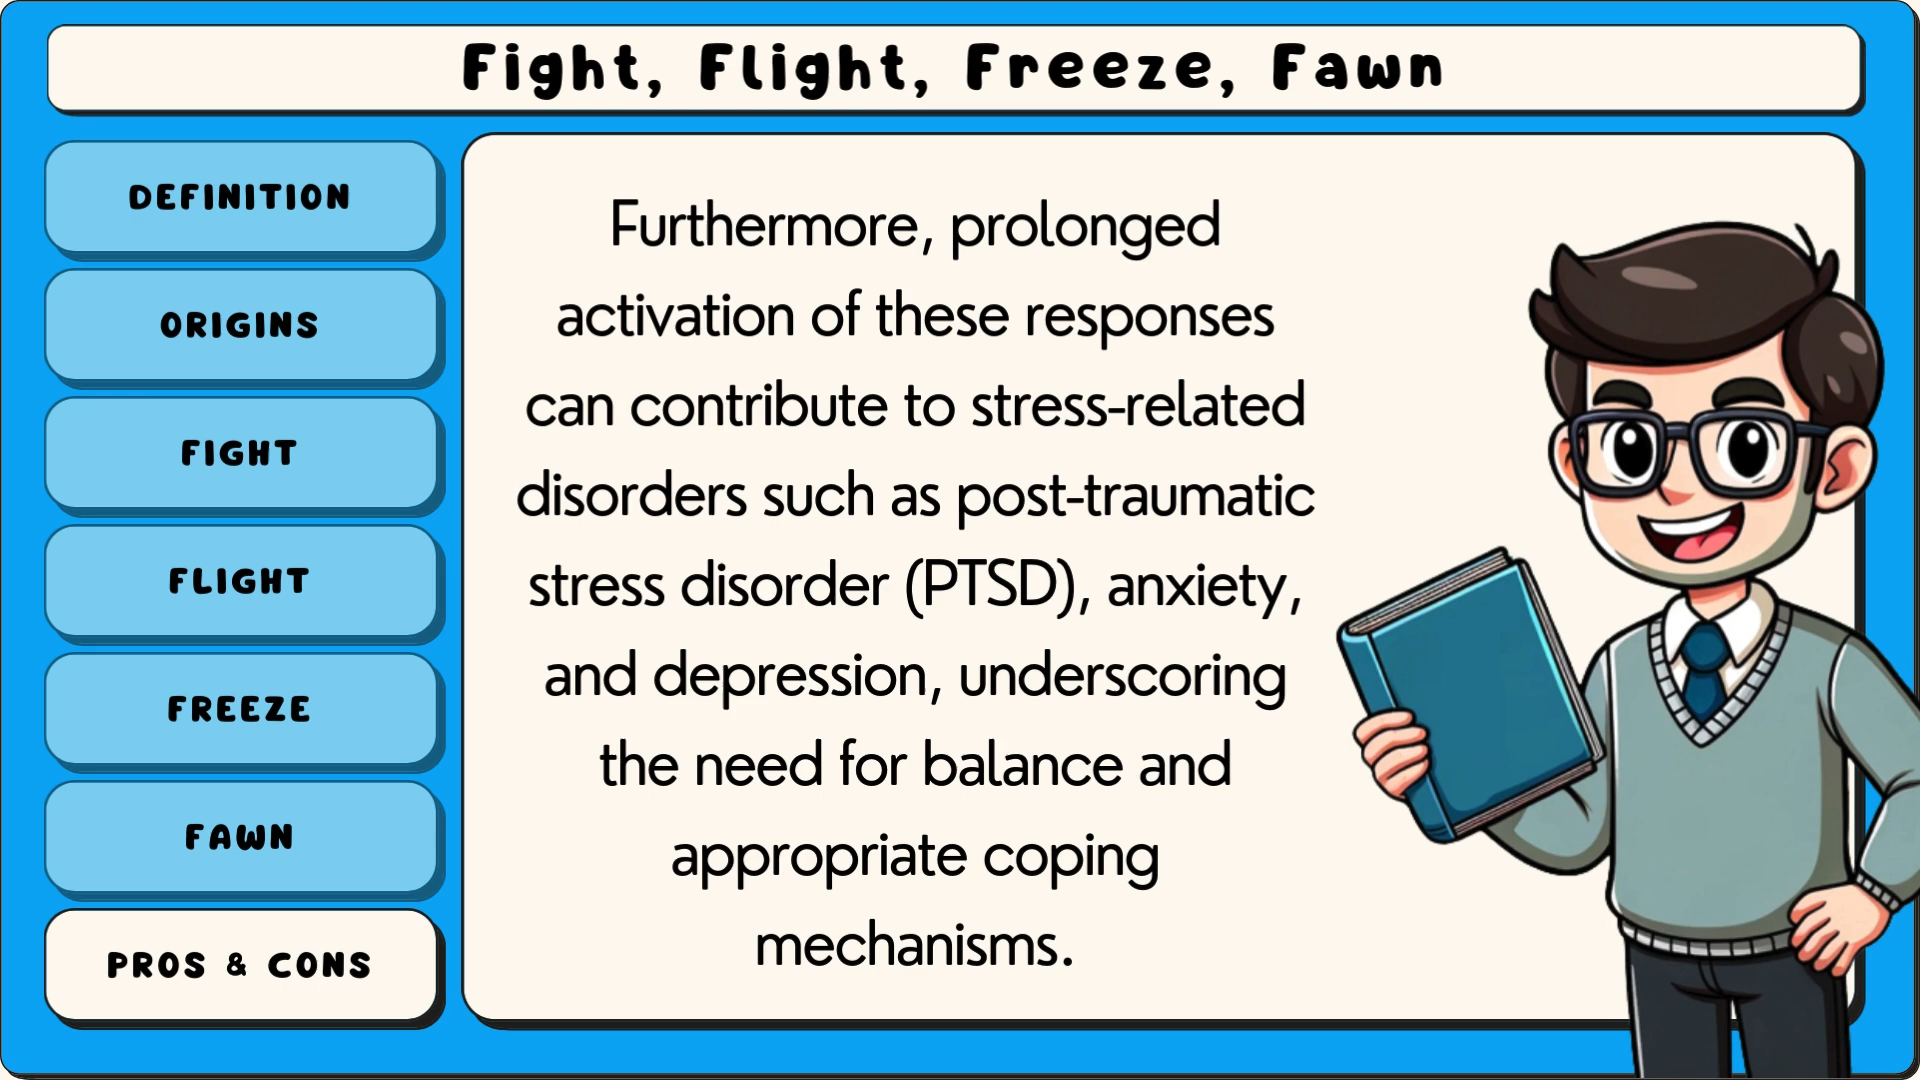 Fight, Flight, Freeze, Fawn
DEFINITION
ORIGINS
FIGHT
FLIGHT
FREEZE
FAWN
PROS & CONS
Furthermore, prolonged
activation of these responses
can contribute to stress-related
disorders such as post-traumatic
stress disorder (PTSD), anxiety,
and depression, underscoring
the need for balance and
appropriate coping
mechanisms.